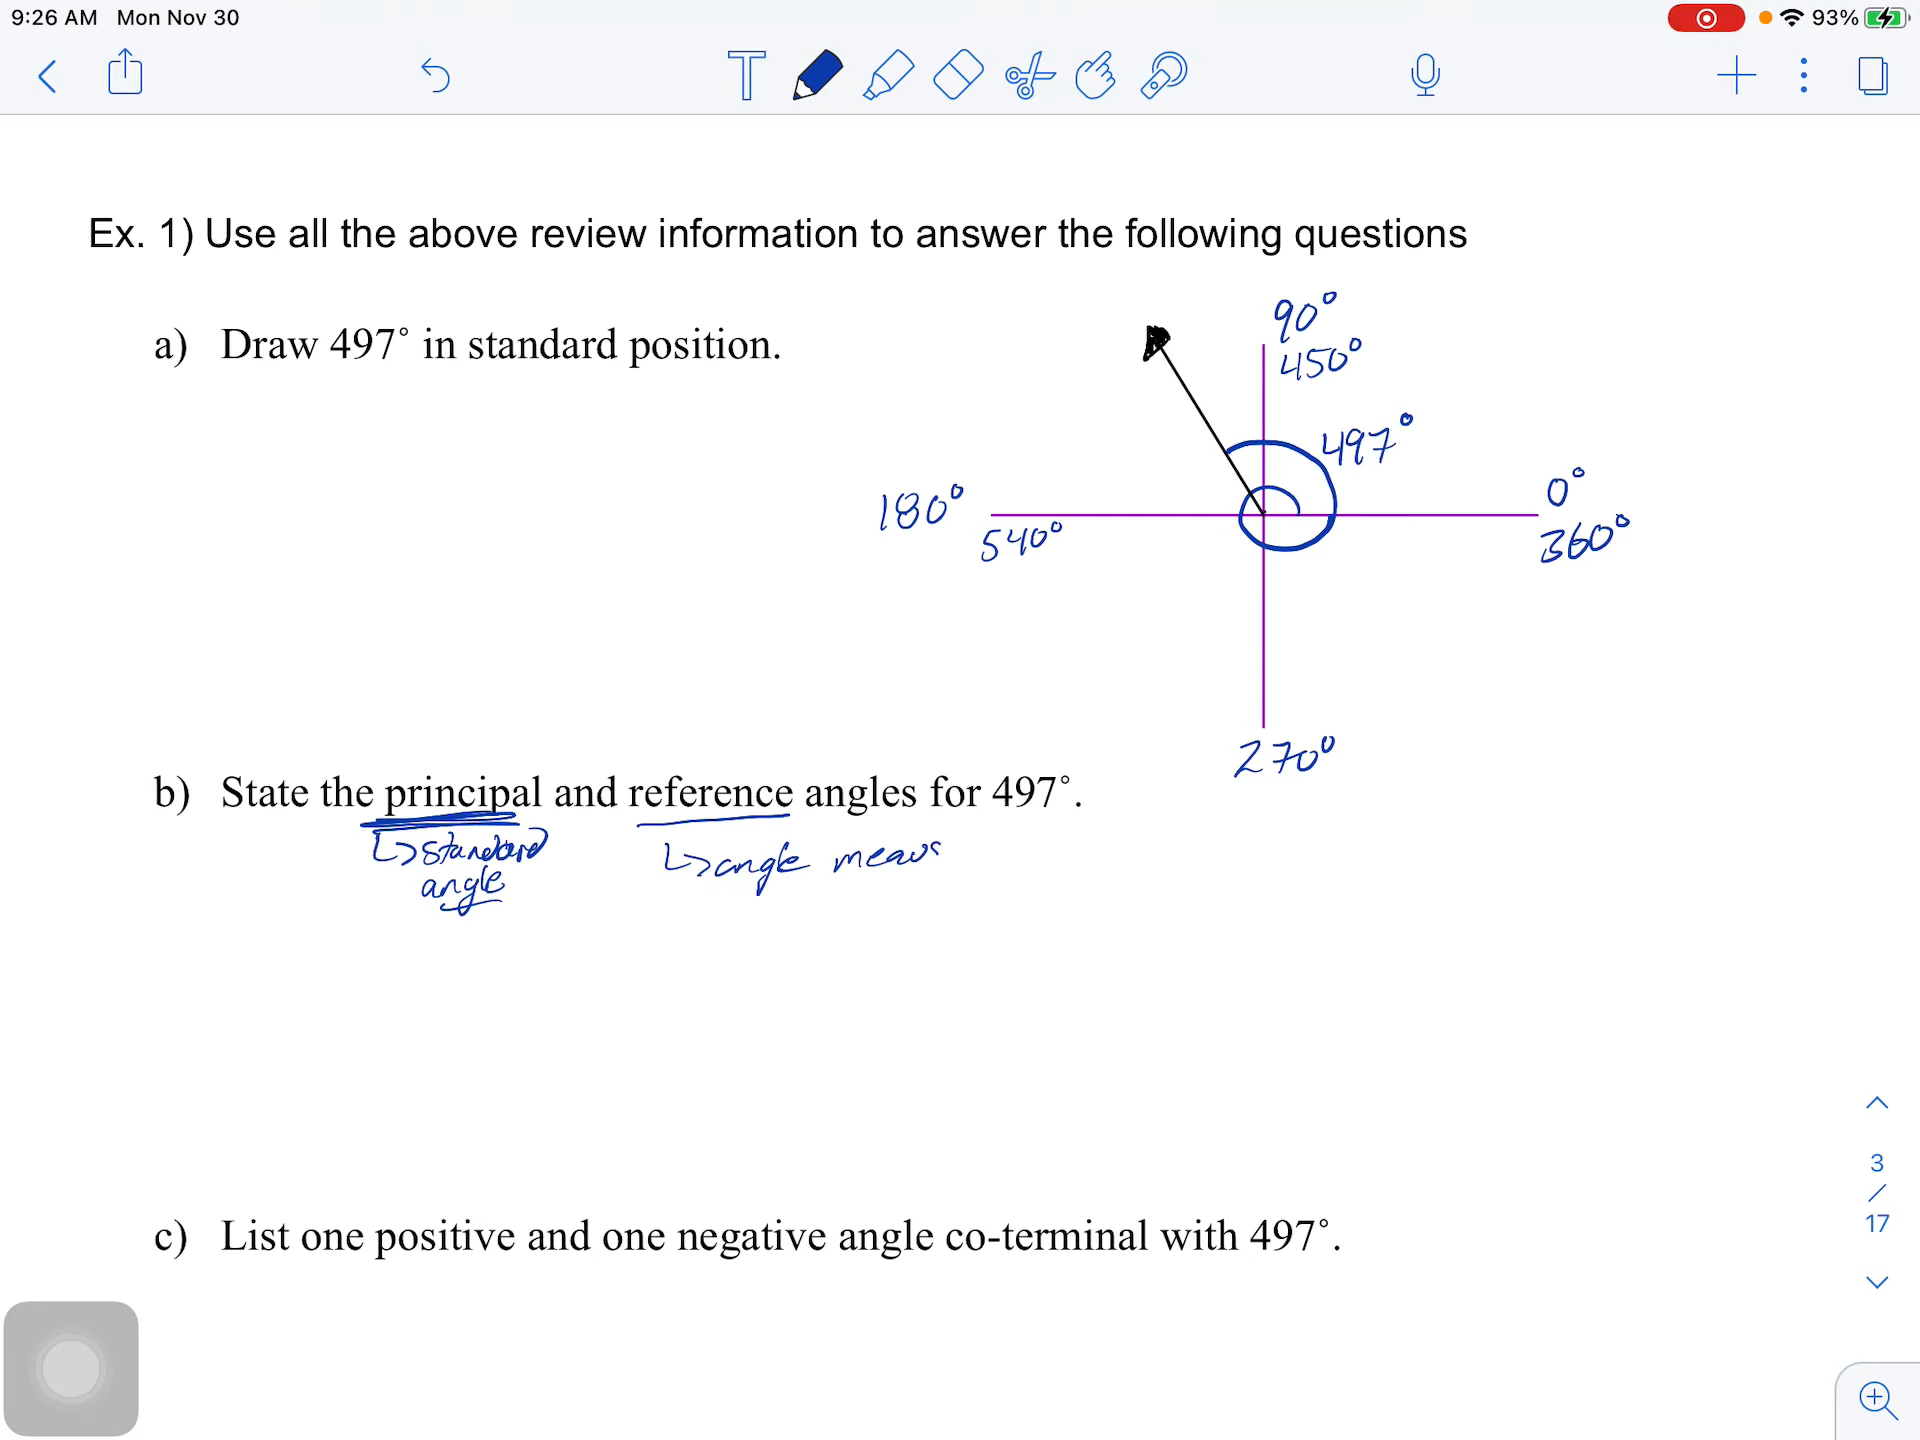 9:26 AM Mon Nov 30
93%
T
Ex. 1) Use all the above review information to answer the following questions
90°
a) Draw 497° in standard position.
450°
497°
0°
180°
540°
360°
270°
b) State the principal and reference angles for 497°.
↳ standard
angle
↳ angle meas
3
/
17
c) List one positive and one negative angle co-terminal with 497°.